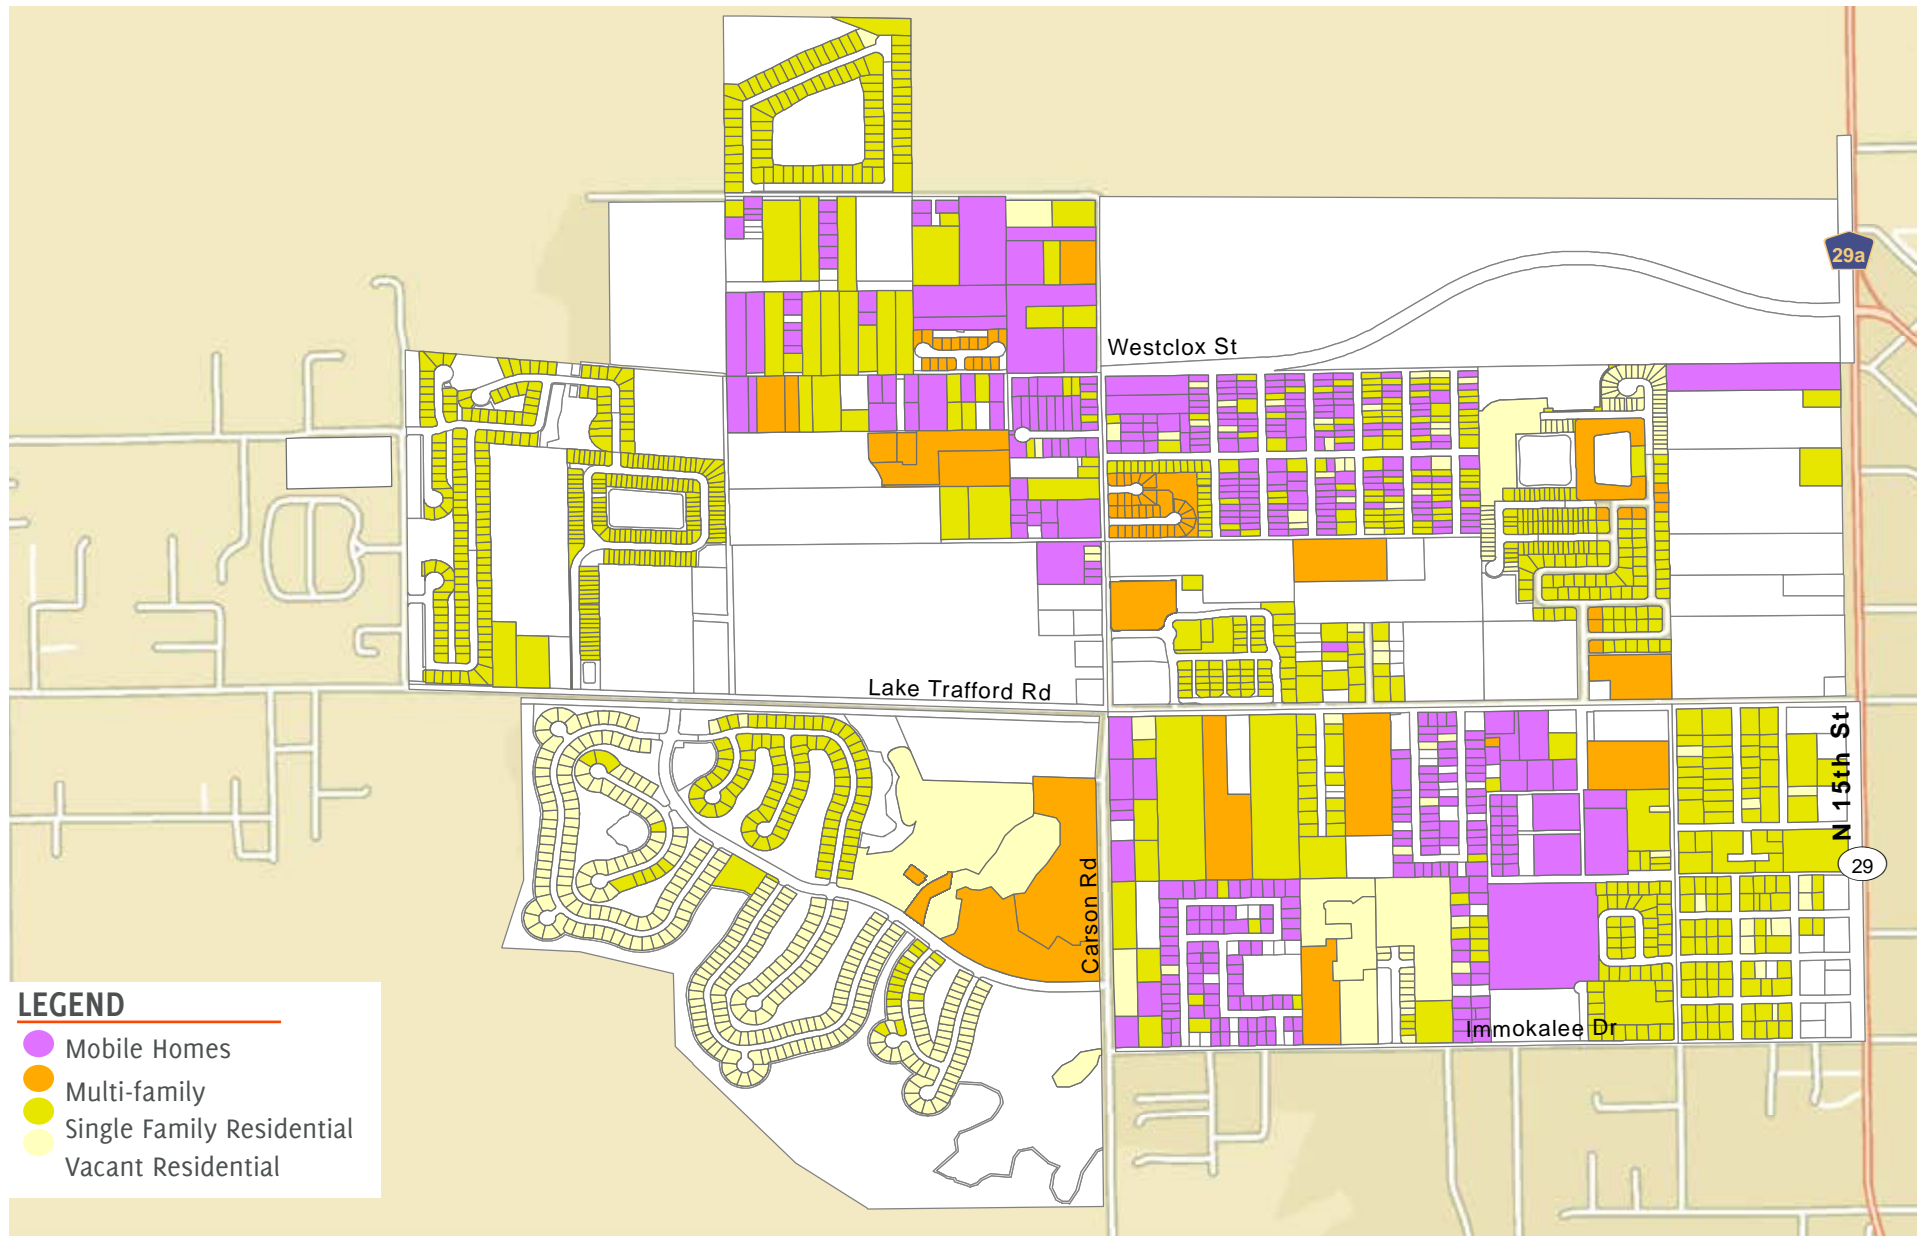 29a
Westclox St
Lake Trafford Rd
N 15th St
29
Carson Rd
Immokalee Dr
LEGEND
Mobile Homes
Multi-family
Single Family Residential
Vacant Residential